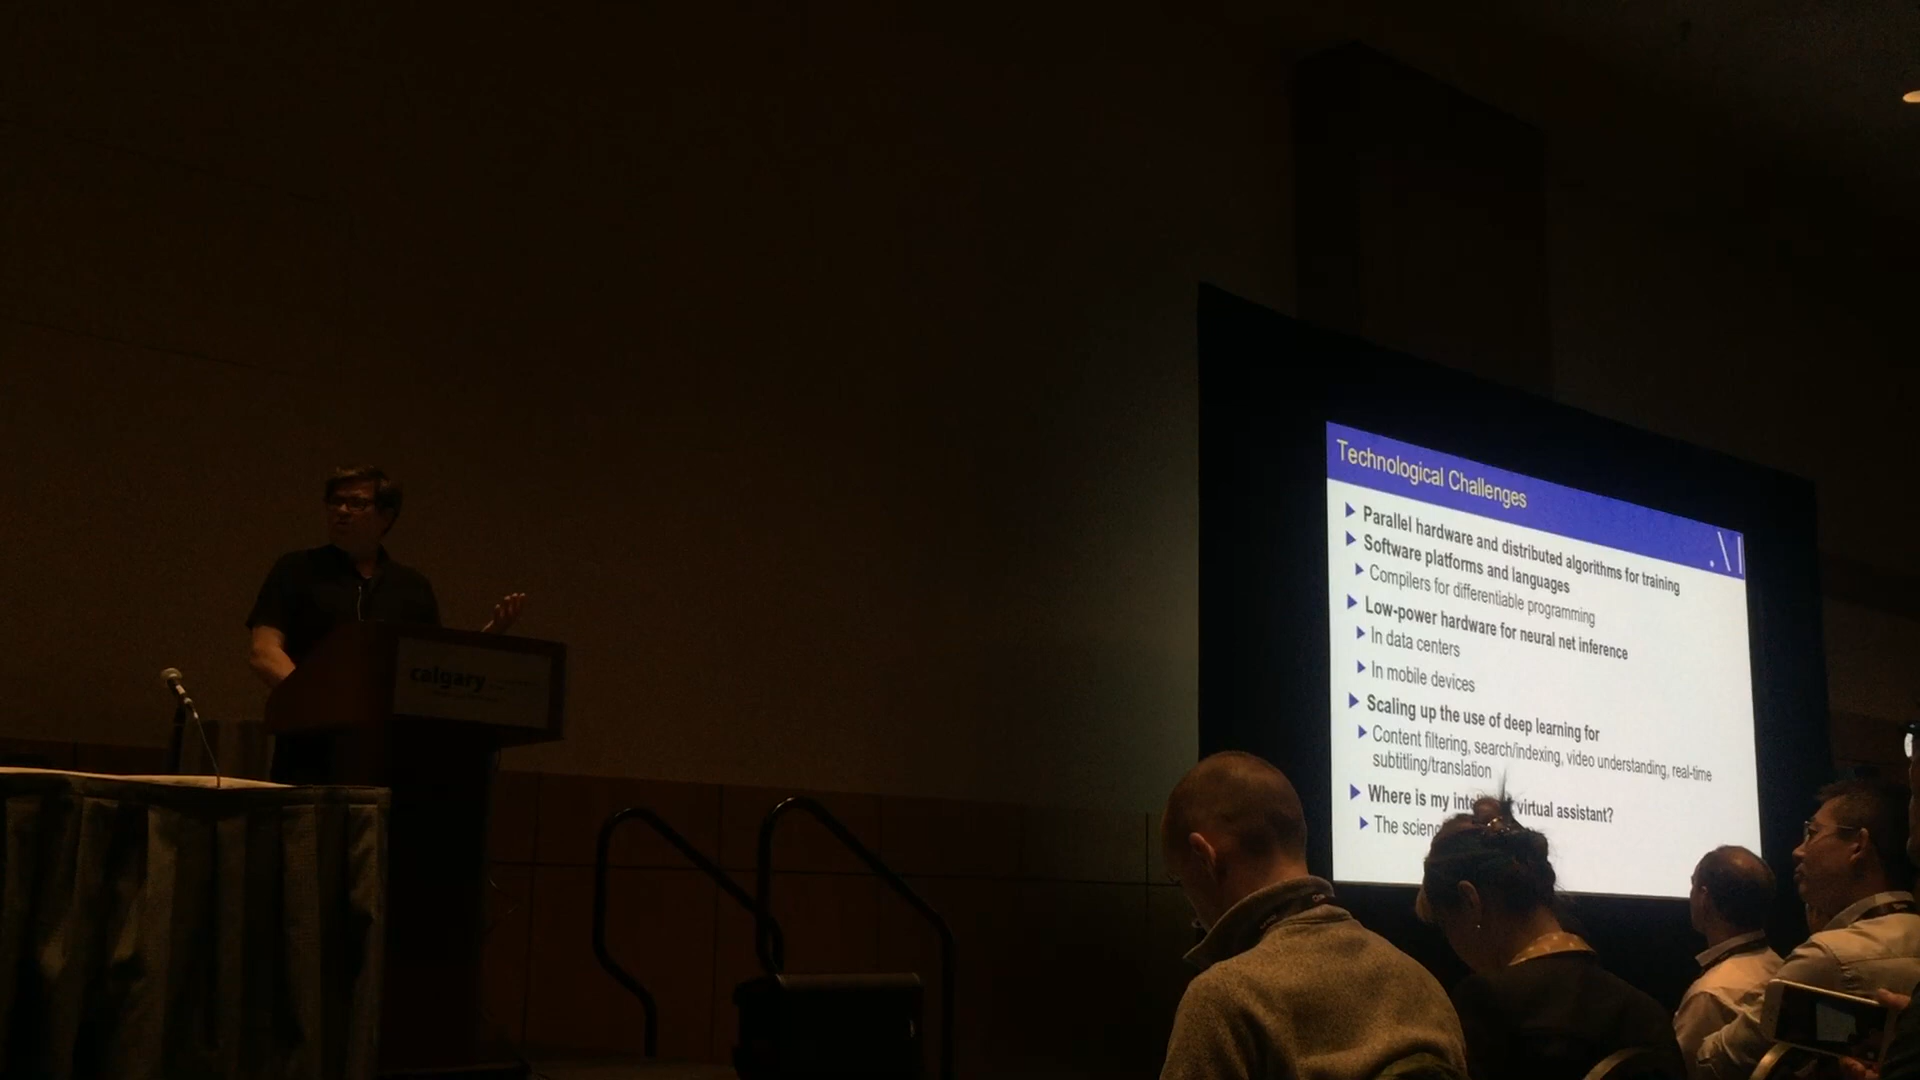 Technological Challenges
Parallel hardware and distributed algorithms for training
Software platforms and languages
Compilers for differentiable programming
Low-power hardware for neural net inference
In data centers
In mobile devices
Scaling up the use of deep learning for
Content filtering, search/indexing, video understanding, real-time
subtitling/translation
Where is my virtual assistant?
The
calgary